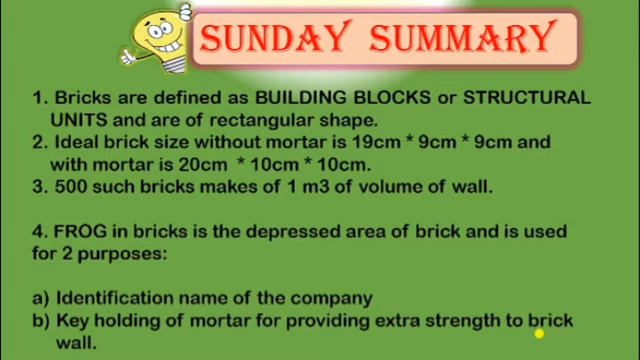 SUNDAY SUMMARY
1. Bricks are defined as BUILDING BLOCKS or STRUCTURAL
UNITS and are of rectangular shape.
2. Ideal brick size without mortar is 19cm * 9cm * 9cm and
with mortar is 20cm * 10cm * 10cm.
3. 500 such bricks makes of 1 m3 of volume of wall.
4. FROG in bricks is the depressed area of brick and is used
for 2 purposes:
a) Identification name of the company
b) Key holding of mortar for providing extra strength to brick
wall.